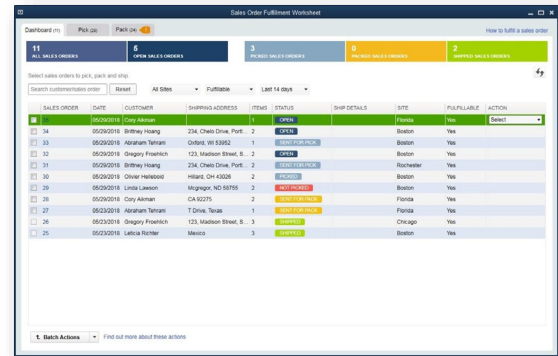 Sales Order Fulfillment Worksheet
Dashboard (11) Pick (24) Pack (24) How to fulfill a sales order
11 5 3 0 2
ALL SALES ORDERS OPEN SALES ORDERS PICKED SALES ORDERS PACKED SALES ORDERS SHIPPED SALES ORDERS
Select sales orders to pick, pack and ship.
Search customer/sales order Reset All Sites Fulfillable Last 14 days
SALES ORDER DATE CUSTOMER SHIPPING ADDRESS ITEMS STATUS SHIP DETAILS SITE FULFILLABLE ACTION
35 05/29/2018 Cory Aikman 1 OPEN Florida Yes Select
34 05/29/2018 Brittney Hoang 234, Chelo Drive, Portl... 2 OPEN Boston Yes
33 05/29/2018 Abraham Tehrani Oxford, WI 53952 1 SENT FOR PICK Boston Yes
32 05/29/2018 Gregory Froehlich 123, Madison Street, S... 2 OPEN Boston Yes
31 05/29/2018 Brittney Hoang 234, Chelo Drive, Portl... 2 SENT FOR PICK Rochester Yes
30 05/29/2018 Olivier Hellebold Hillard, OH 43026 2 PICKED Boston Yes
29 05/29/2018 Linda Lawson Mcgregor, ND 58755 2 NOT PICKED Boston Yes
28 05/29/2018 Cory Aikman CA 92275 2 SENT FOR PACK Florida Yes
27 05/23/2018 Abraham Tehrani T Drive, Texas 1 SENT FOR PACK Florida Yes
26 05/23/2018 Gregory Froehlich 123, Madison Street, S... 3 SHIPPED Chicago Yes
25 05/23/2018 Leticia Richter Mexico 3 SHIPPED Boston Yes
Batch Actions Find out more about these actions